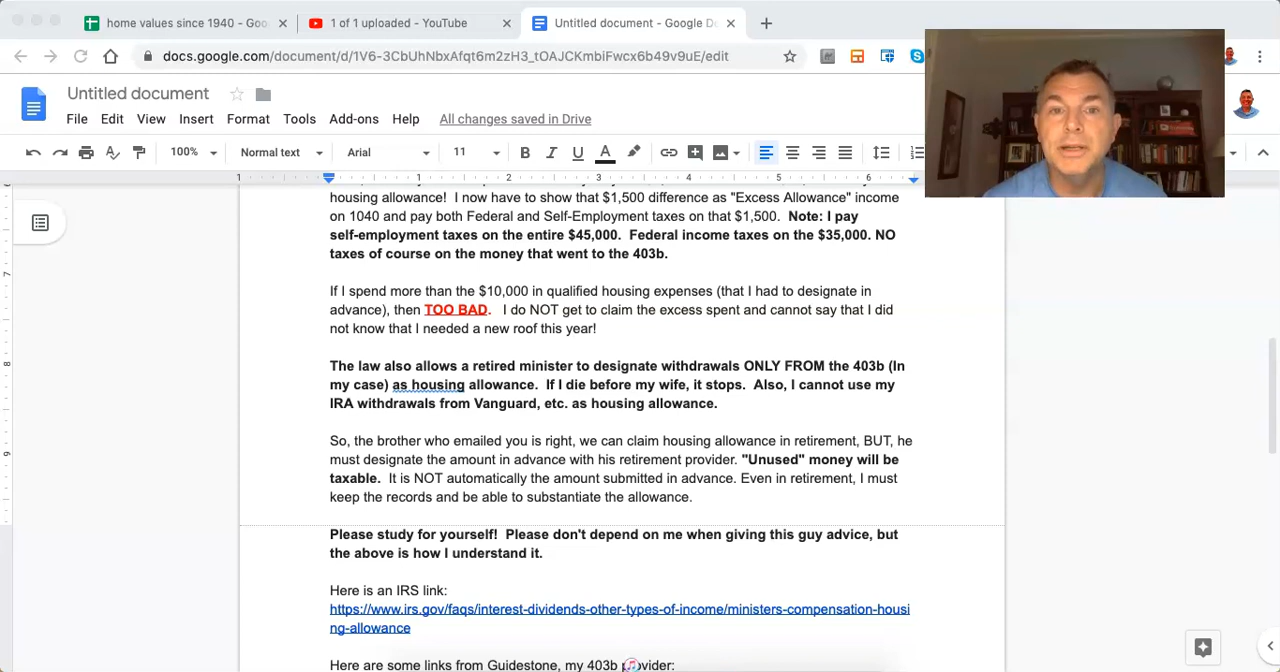 home values since 1940 - Goo
1 of 1 uploaded - YouTube
Untitled document - Google D
docs.google.com/document/d/1V6-3CbUhNbxAfqt6m2zH3_tOAJCKmbiFwcx6b49v9uE/edit
Untitled document
File Edit View Insert Format Tools Add-ons Help All changes saved in Drive
100% Normal text Arial 11 B I U A
1 1 2 3 4 5 6
housing allowance! I now have to show that $1,500 difference as "Excess Allowance" income
on 1040 and pay both Federal and Self-Employment taxes on that $1,500. Note: I pay
self-employment taxes on the entire $45,000. Federal income taxes on the $35,000. NO
taxes of course on the money that went to the 403b.
If I spend more than the $10,000 in qualified housing expenses (that I had to designate in
advance), then TOO BAD. I do NOT get to claim the excess spent and cannot say that I did
not know that I needed a new roof this year!
The law also allows a retired minister to designate withdrawals ONLY FROM the 403b (In
my case) as housing allowance. If I die before my wife, it stops. Also, I cannot use my
IRA withdrawals from Vanguard, etc. as housing allowance.
So, the brother who emailed you is right, we can claim housing allowance in retirement, BUT, he
must designate the amount in advance with his retirement provider. "Unused" money will be
taxable. It is NOT automatically the amount submitted in advance. Even in retirement, I must
keep the records and be able to substantiate the allowance.
Please study for yourself! Please don't depend on me when giving this guy advice, but
the above is how I understand it.
Here is an IRS link:
https://www.irs.gov/faqs/interest-dividends-other-types-of-income/ministers-compensation-housi
ng-allowance
Here are some links from Guidestone, my 403b provider:
7
8
9